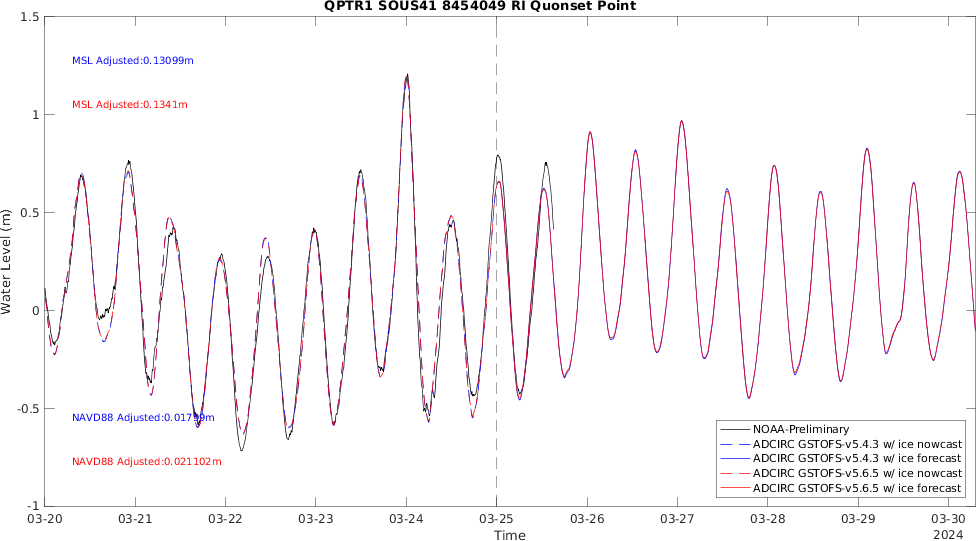 QPTR1 SOUS41 8454049 RI Quonset Point
1.5
MSL Adjusted:0.13099m
MSL Adjusted:0.1341m
1
0.5
Water Level (m)
0
-0.5
NAVD88 Adjusted:
NAVD88 Adjusted:0.021102m
NOAA-Preliminary
ADCIRC GSTOFS-v5.4.3 w/ ice nowcast
ADCIRC GSTOFS-v5.4.3 w/ ice forecast
ADCIRC GSTOFS-v5.6.5 w/ ice nowcast
ADCIRC GSTOFS-v5.6.5 w/ ice forecast
-1
03-20 03-21 03-22 03-23 03-24 03-25 03-26 03-27 03-28 03-29 03-30
Time
2024